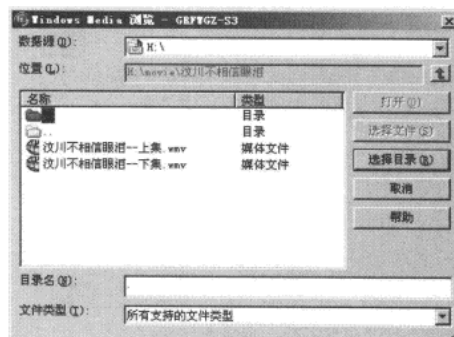 Windows Media 浏览 - GRFWGZ-S3
数据源(D):
H:\
位置(L):
H:\movie\汶川不相信眼泪
名称 类型
. 目录
.. 目录
汶川不相信眼泪--上集.wmv 媒体文件
汶川不相信眼泪--下集.wmv 媒体文件
打开(O)
选择文件(S)
选择目录(R)
取消
帮助
目录名(N):
.
文件类型(T):
所有支持的文件类型